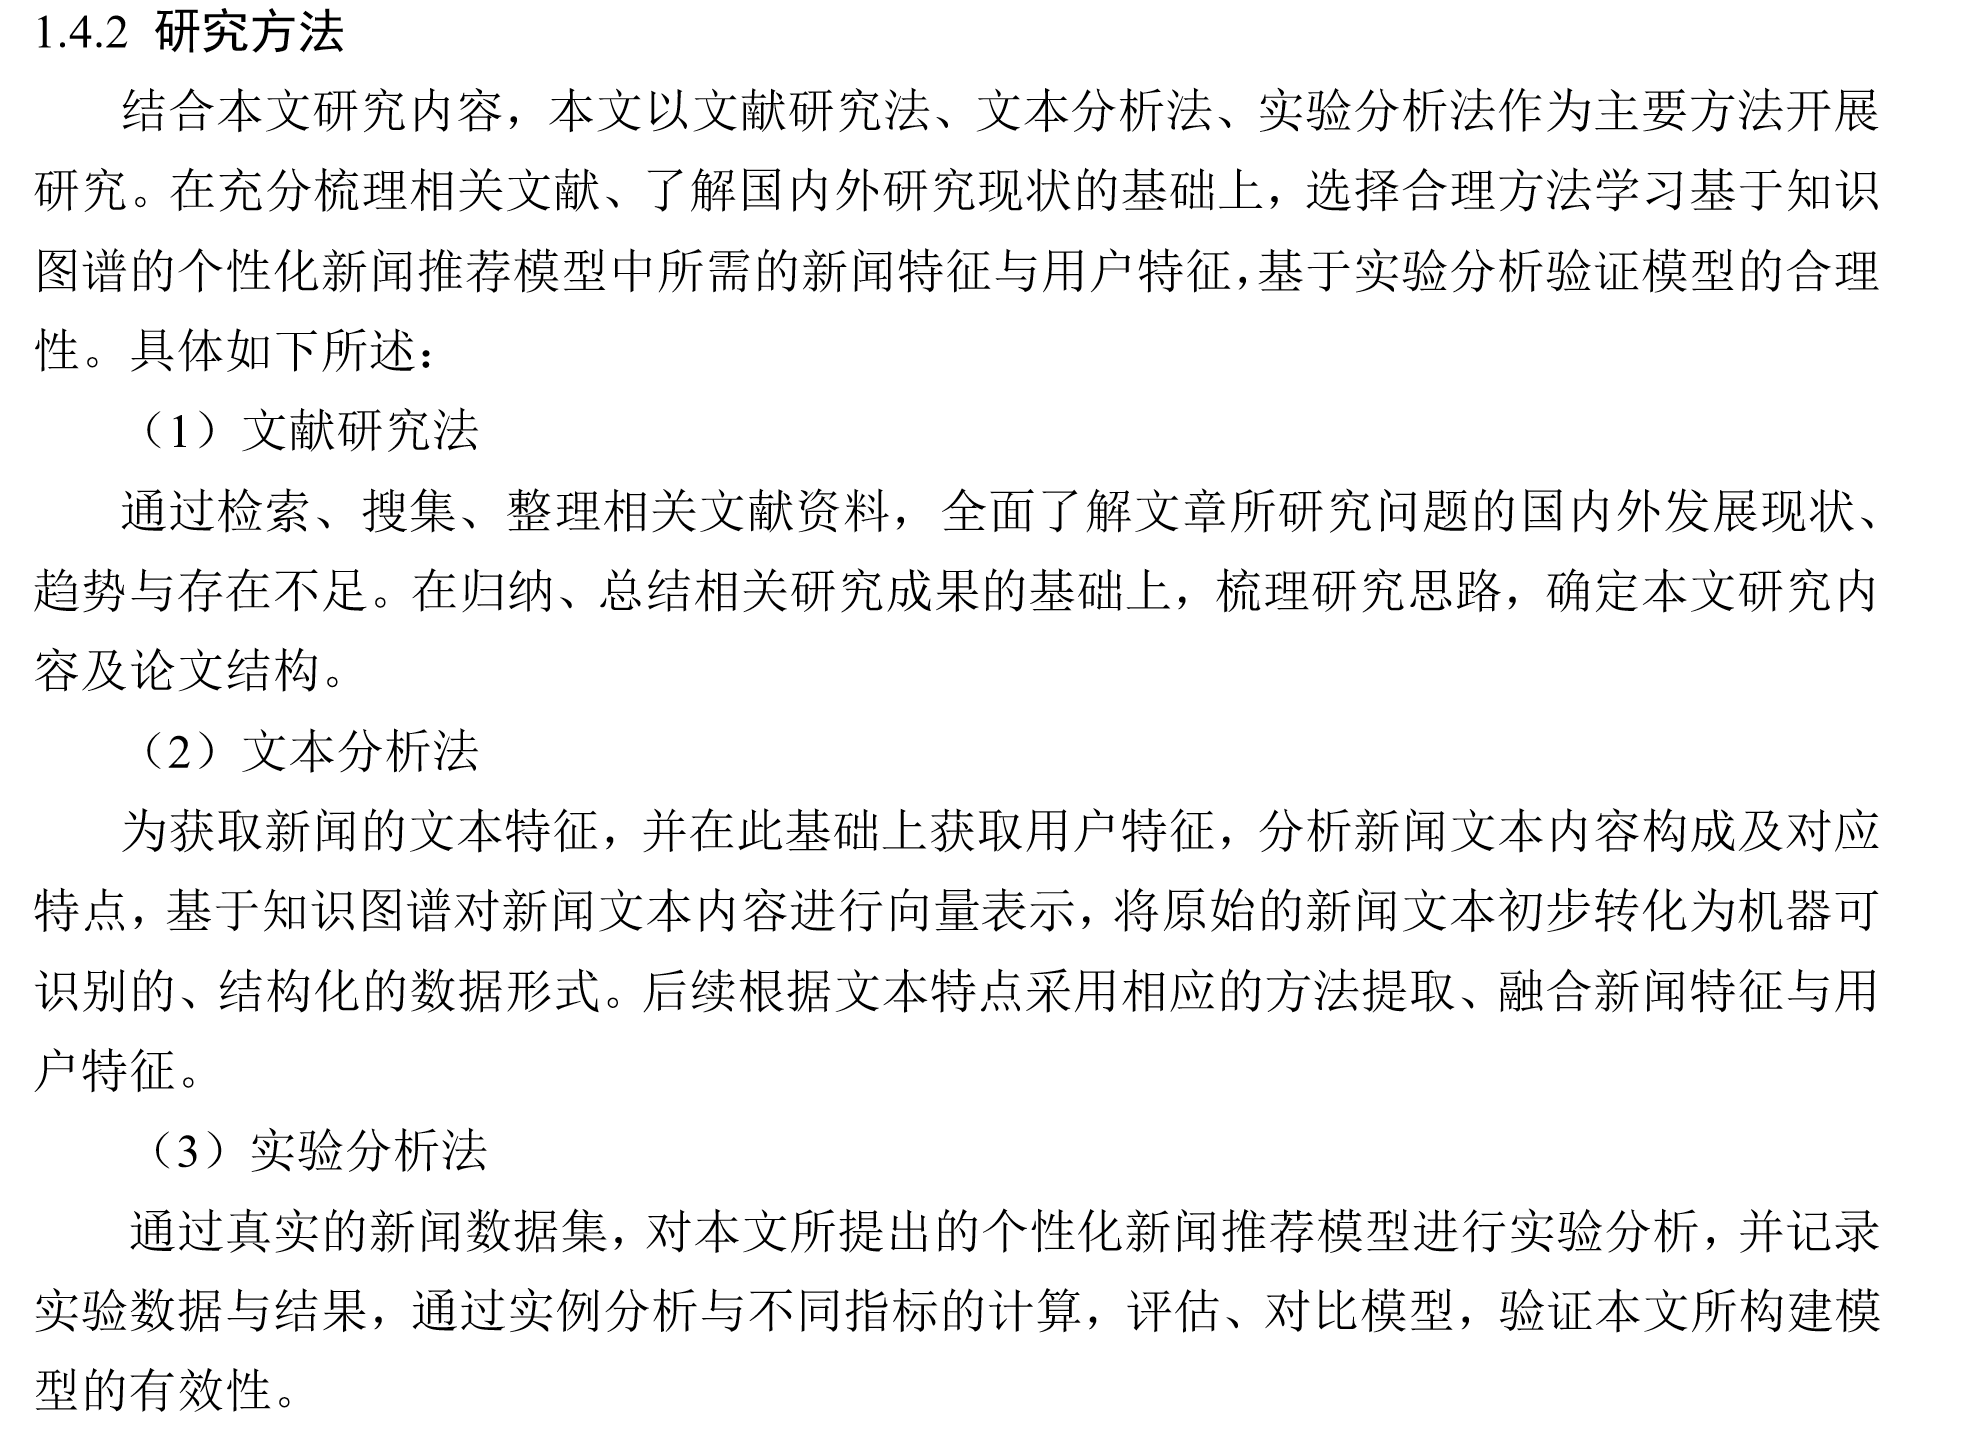 1.4.2 研究方法
结合本文研究内容，本文以文献研究法、文本分析法、实验分析法作为主要方法开展
研究。在充分梳理相关文献、了解国内外研究现状的基础上，选择合理方法学习基于知识
图谱的个性化新闻推荐模型中所需的新闻特征与用户特征，基于实验分析验证模型的合理
性。具体如下所述：
（1）文献研究法
通过检索、搜集、整理相关文献资料，全面了解文章所研究问题的国内外发展现状、
趋势与存在不足。在归纳、总结相关研究成果的基础上，梳理研究思路，确定本文研究内
容及论文结构。
（2）文本分析法
为获取新闻的文本特征，并在此基础上获取用户特征，分析新闻文本内容构成及对应
特点，基于知识图谱对新闻文本内容进行向量表示，将原始的新闻文本初步转化为机器可
识别的、结构化的数据形式。后续根据文本特点采用相应的方法提取、融合新闻特征与用
户特征。
（3）实验分析法
通过真实的新闻数据集，对本文所提出的个性化新闻推荐模型进行实验分析，并记录
实验数据与结果，通过实例分析与不同指标的计算，评估、对比模型，验证本文所构建模
型的有效性。